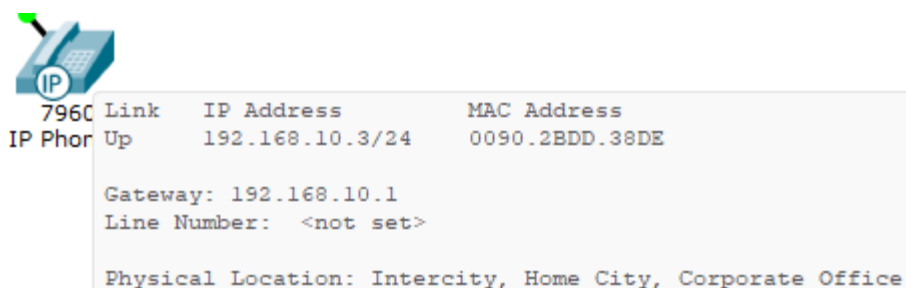 IP
7960
IP Phon
Link IP Address MAC Address
Up 192.168.10.3/24 0090.2BDD.38DE
Gateway: 192.168.10.1
Line Number: <not set>
Physical Location: Intercity, Home City, Corporate Office